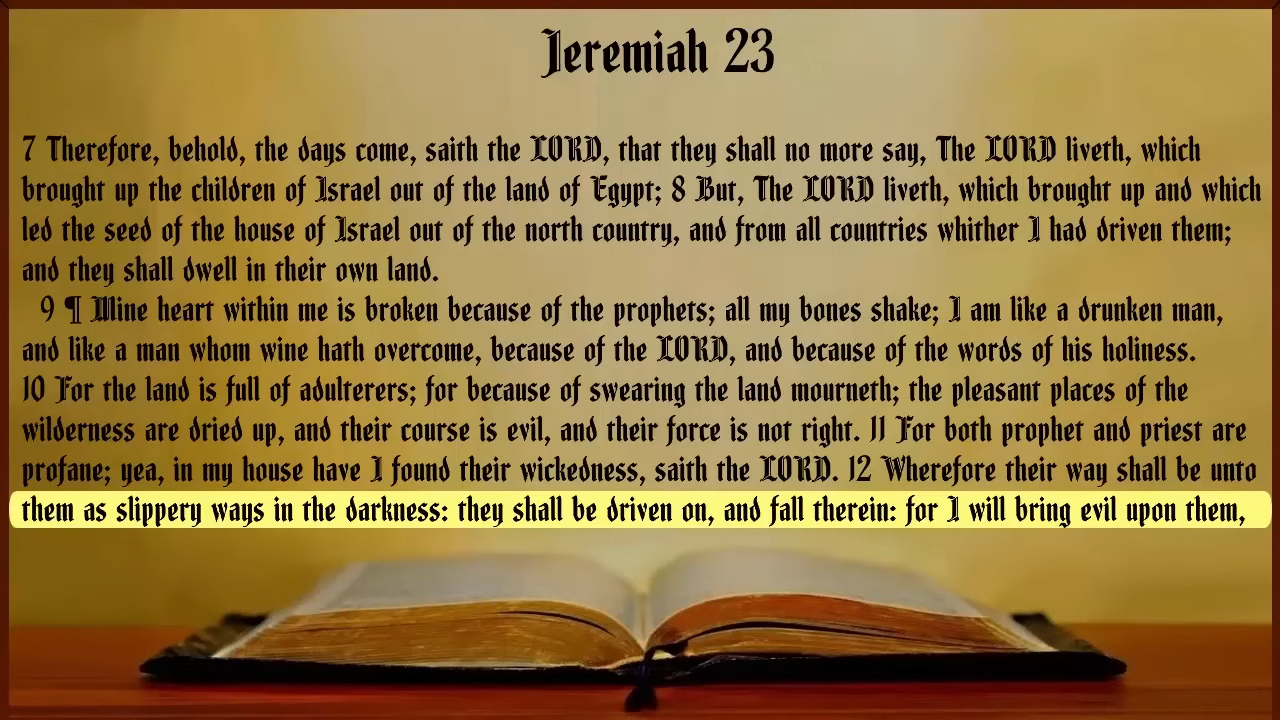 Jeremiah 23
7 Therefore, behold, the days come, saith the LORD, that they shall no more say, The LORD liveth, which
brought up the children of Israel out of the land of Egypt; 8 But, The LORD liveth, which brought up and which
led the seed of the house of Israel out of the north country, and from all countries whither I had driven them;
and they shall dwell in their own land.
9 ¶ Mine heart within me is broken because of the prophets; all my bones shake; I am like a drunken man,
and like a man whom wine hath overcome, because of the LORD, and because of the words of his holiness.
10 For the land is full of adulterers; for because of swearing the land mourneth; the pleasant places of the
wilderness are dried up, and their course is evil, and their force is not right. 11 For both prophet and priest are
profane; yea, in my house have I found their wickedness, saith the LORD. 12 Wherefore their way shall be unto
them as slippery ways in the darkness: they shall be driven on, and fall therein: for I will bring evil upon them,